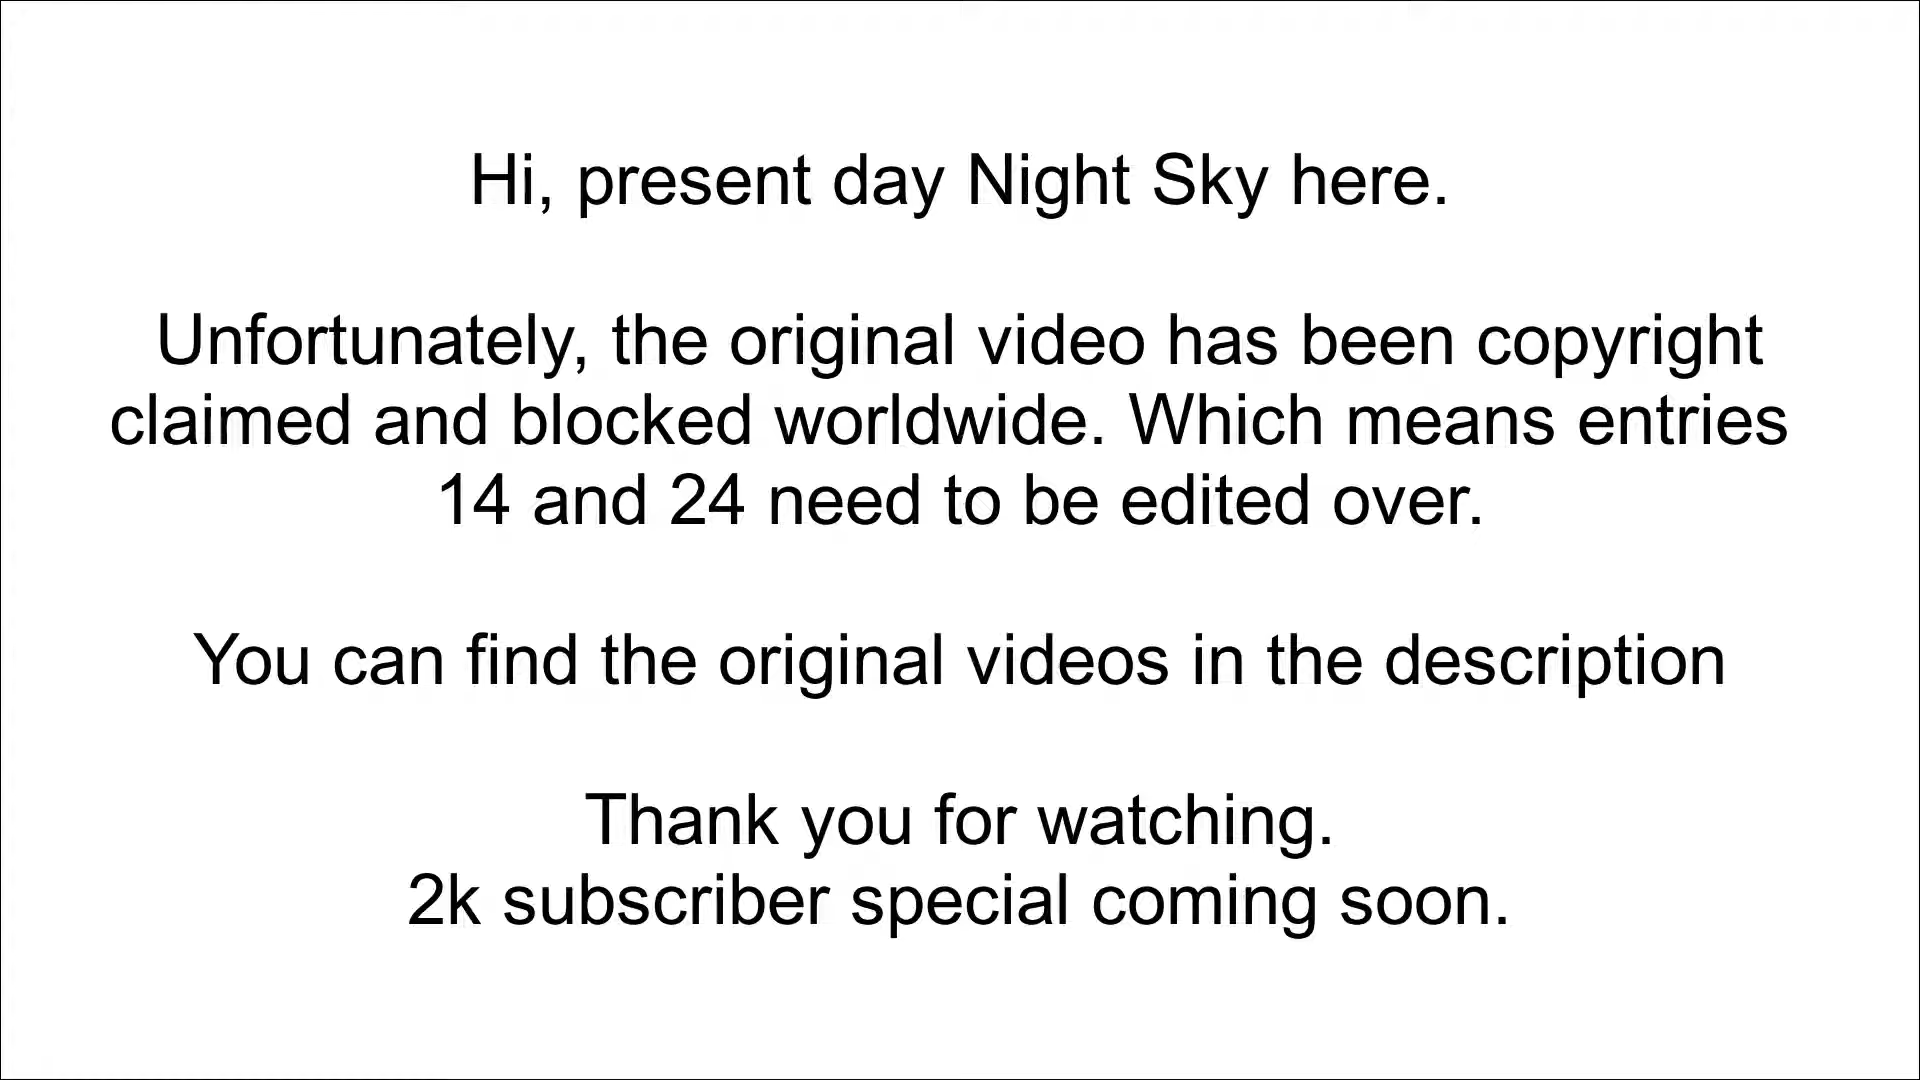 Hi, present day Night Sky here.
Unfortunately, the original video has been copyright
claimed and blocked worldwide. Which means entries
14 and 24 need to be edited over.
You can find the original videos in the description
Thank you for watching.
2k subscriber special coming soon.